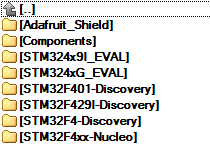 [..]
[Adafruit_Shield]
[Components]
[STM324x9I_EVAL]
[STM324xG_EVAL]
[STM32F401-Discovery]
[STM32F429I-Discovery]
[STM32F4-Discovery]
[STM32F4xx-Nucleo]